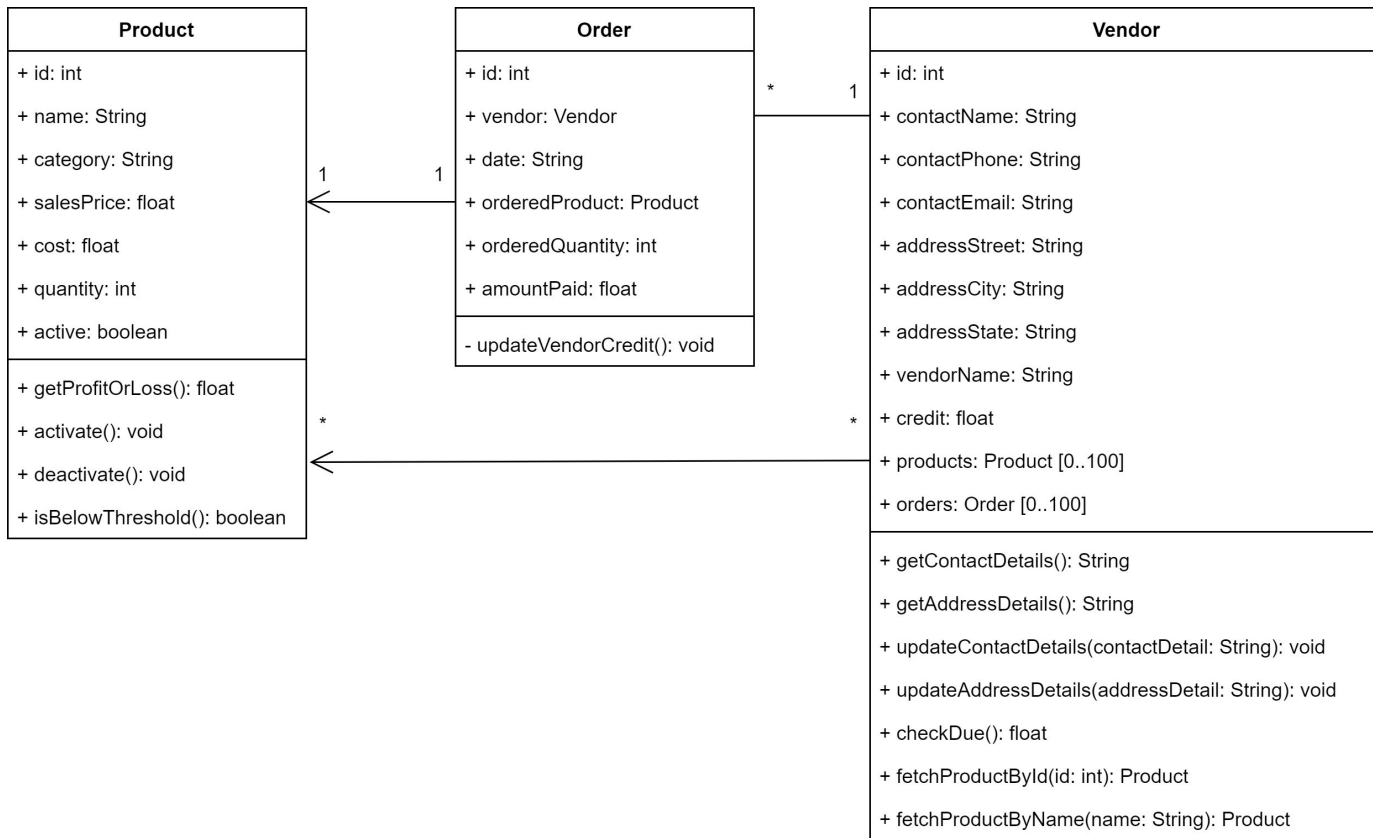 Product
+ id: int
+ name: String
+ category: String
+ salesPrice: float
+ cost: float
+ quantity: int
+ active: boolean
+ getProfitOrLoss(): float
+ activate(): void
+ deactivate(): void
+ isBelowThreshold(): boolean
1
1
*
*
Order
+ id: int
+ vendor: Vendor
+ date: String
+ orderedProduct: Product
+ orderedQuantity: int
+ amountPaid: float
- updateVendorCredit(): void
*
1
Vendor
+ id: int
+ contactName: String
+ contactPhone: String
+ contactEmail: String
+ addressStreet: String
+ addressCity: String
+ addressState: String
+ vendorName: String
+ credit: float
+ products: Product [0..100]
+ orders: Order [0..100]
+ getContactDetails(): String
+ getAddressDetails(): String
+ updateContactDetails(contactDetail: String): void
+ updateAddressDetails(addressDetail: String): void
+ checkDue(): float
+ fetchProductById(id: int): Product
+ fetchProductByName(name: String): Product